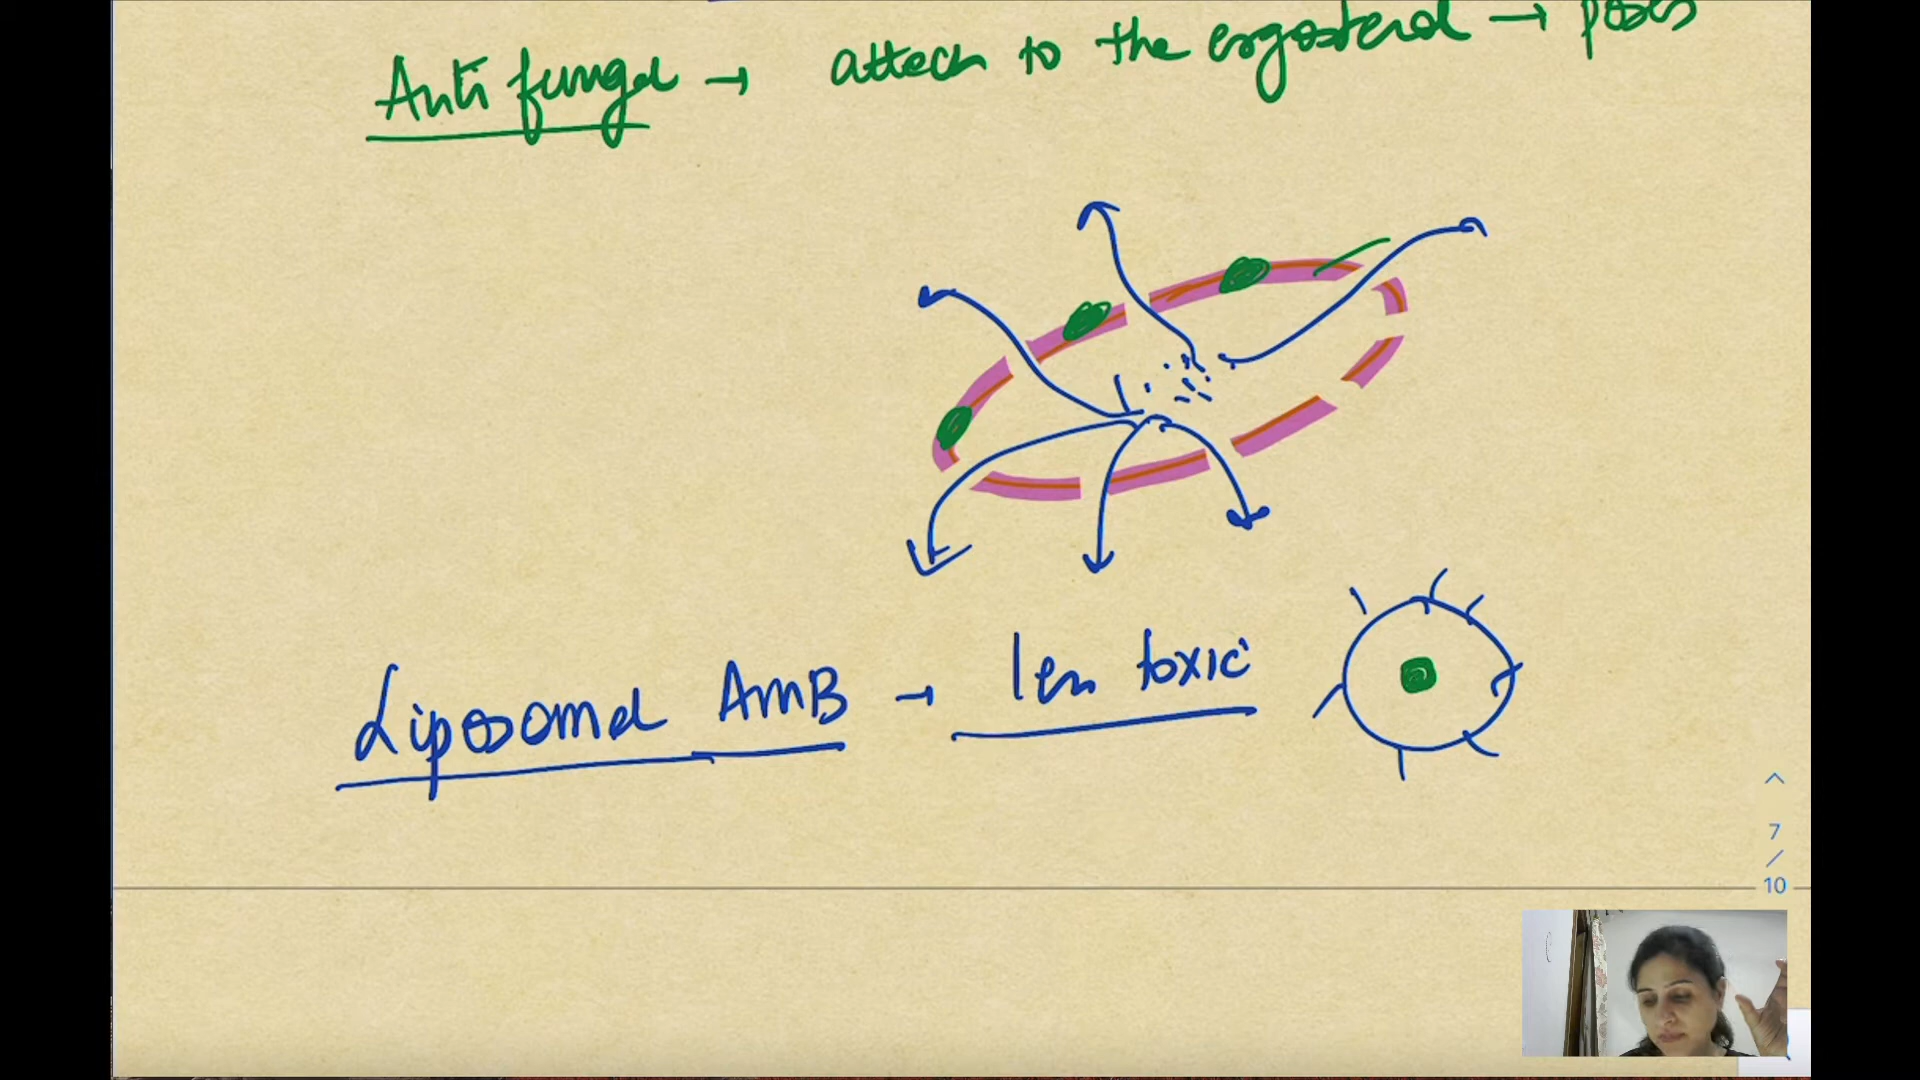 Anti fungal → attach to the ergosterol → pores
Liposomal AmB → less toxic
7
/
10